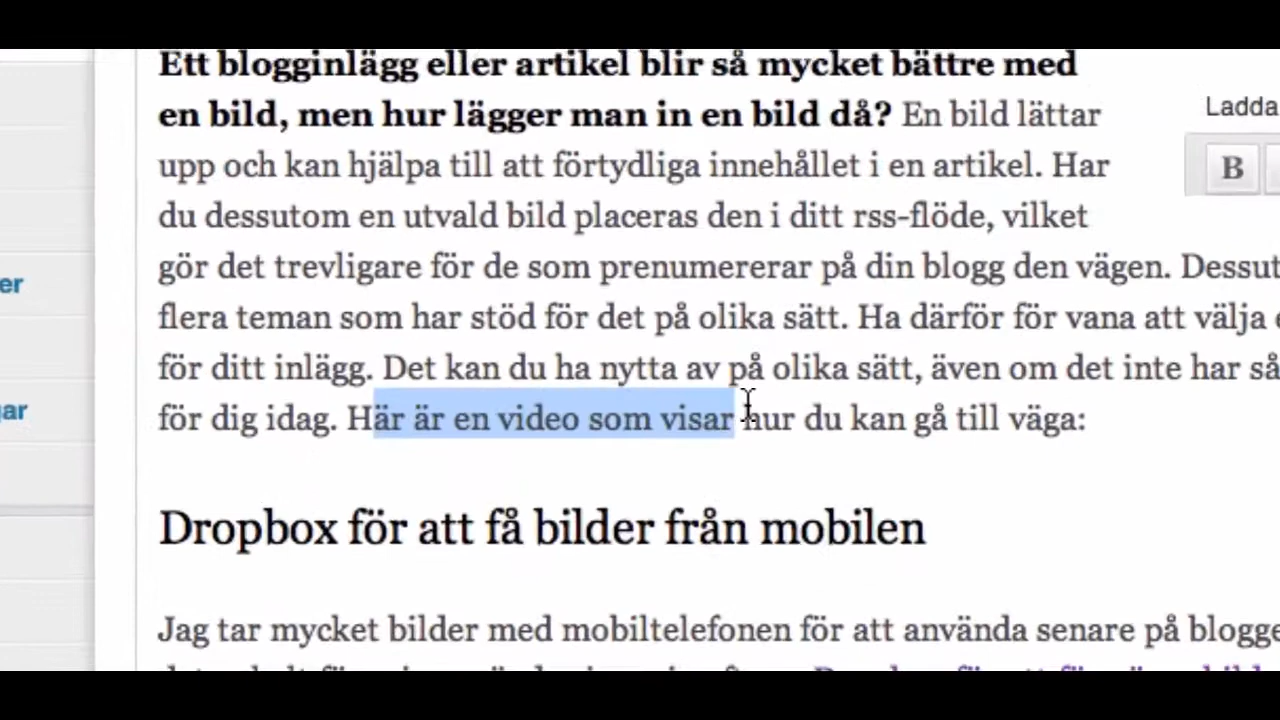 Ett blogginlägg eller artikel blir så mycket bättre med
en bild, men hur lägger man in en bild då? En bild lättar
upp och kan hjälpa till att förtydliga innehållet i en artikel. Har
du dessutom en utvald bild placeras den i ditt rss-flöde, vilket
gör det trevligare för de som prenumererar på din blogg den vägen. Dessut
flera teman som har stöd för det på olika sätt. Ha därför för vana att välja
för ditt inlägg. Det kan du ha nytta av på olika sätt, även om det inte har så
för dig idag. Här är en video som visar hur du kan gå till väga:
Dropbox för att få bilder från mobilen
Jag tar mycket bilder med mobiltelefonen för att använda senare på blogge
Ladda
B
er
gar